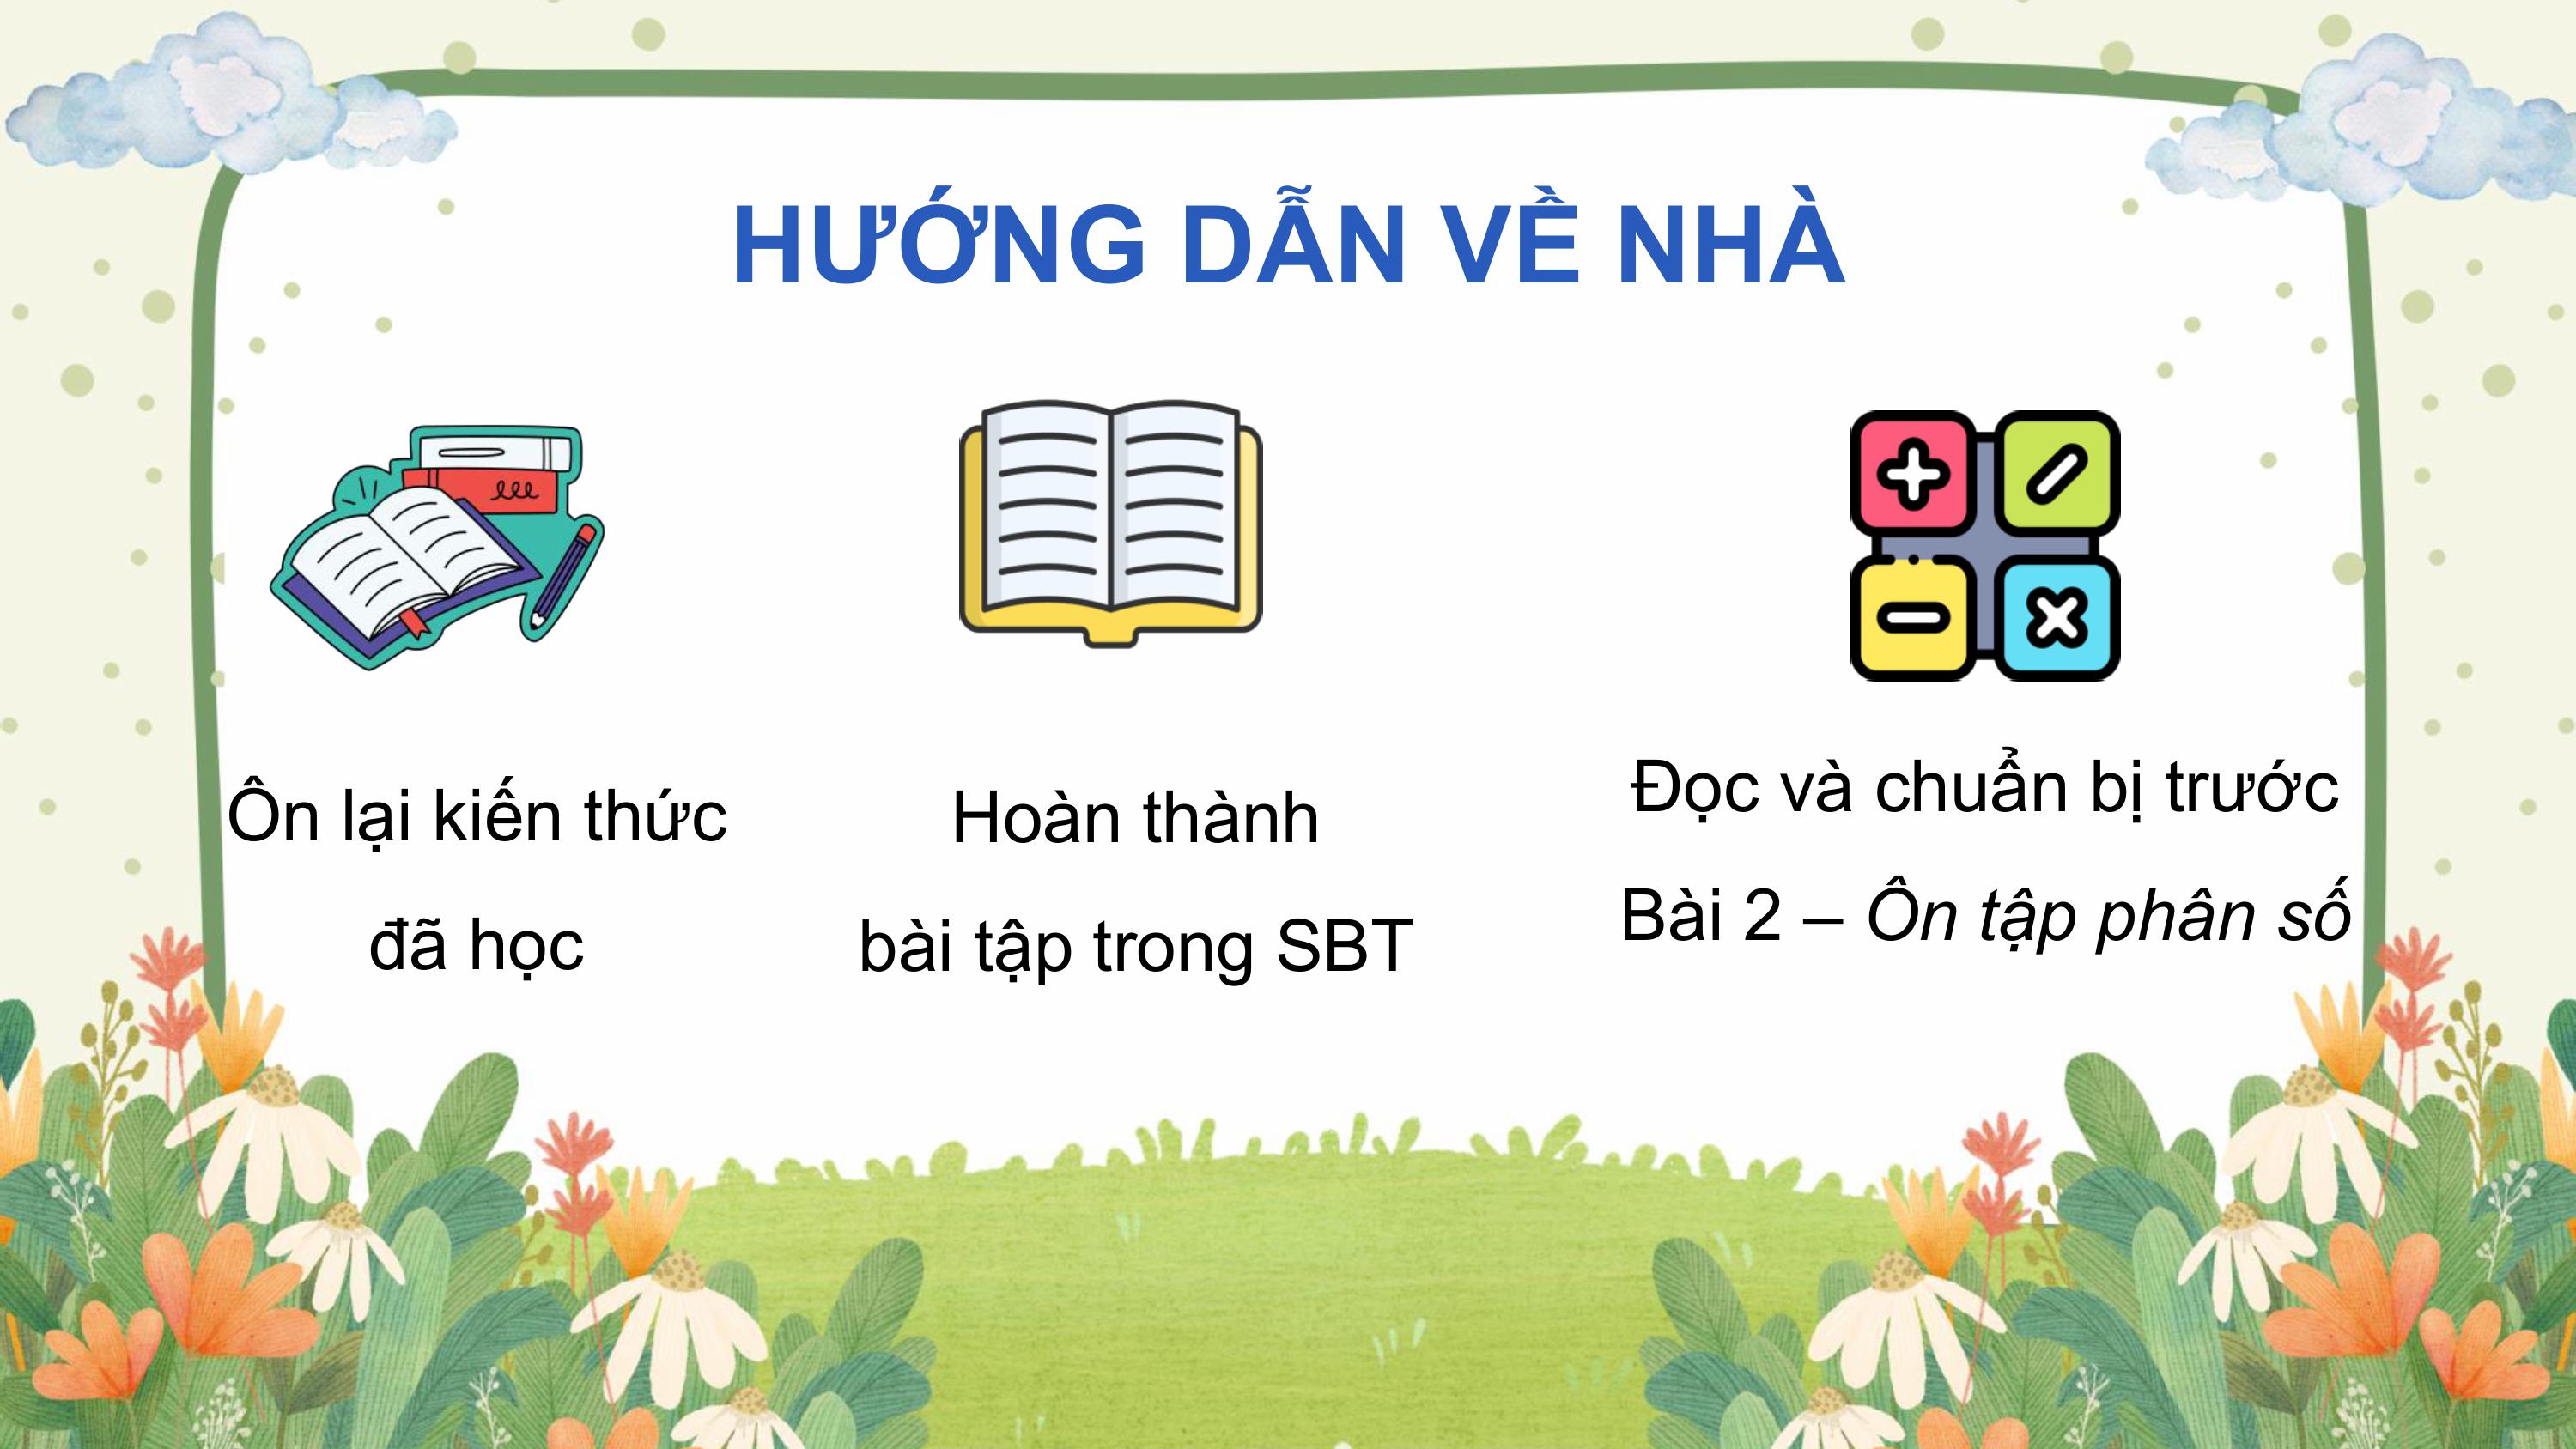 HƯỚNG DẪN VỀ NHÀ
Ôn lại kiến thức
đã học
Hoàn thành
bài tập trong SBT
Đọc và chuẩn bị trước
Bài 2 – Ôn tập phân số